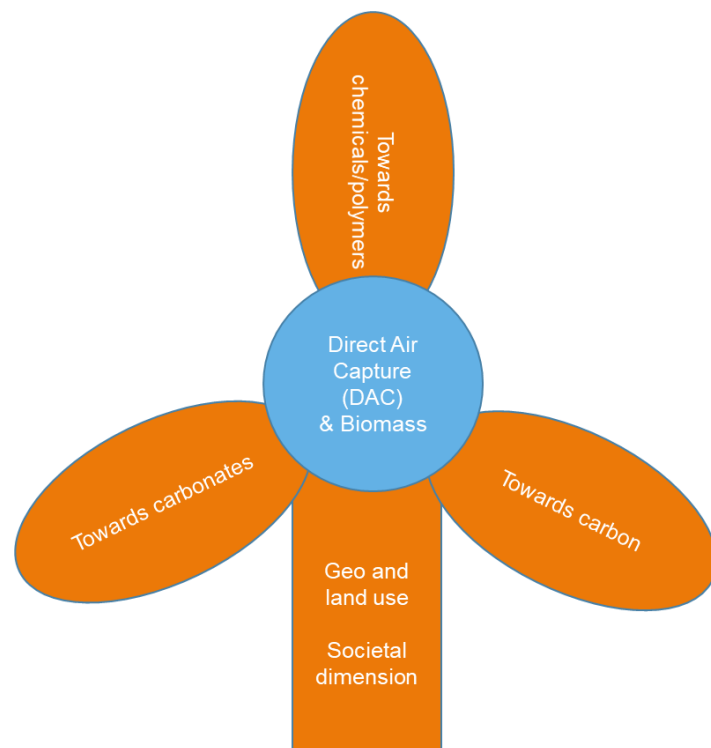 Towards
chemicals/polymers
Direct Air
Capture
(DAC)
& Biomass
Towards carbonates
Towards carbon
Geo and
land use
Societal
dimension